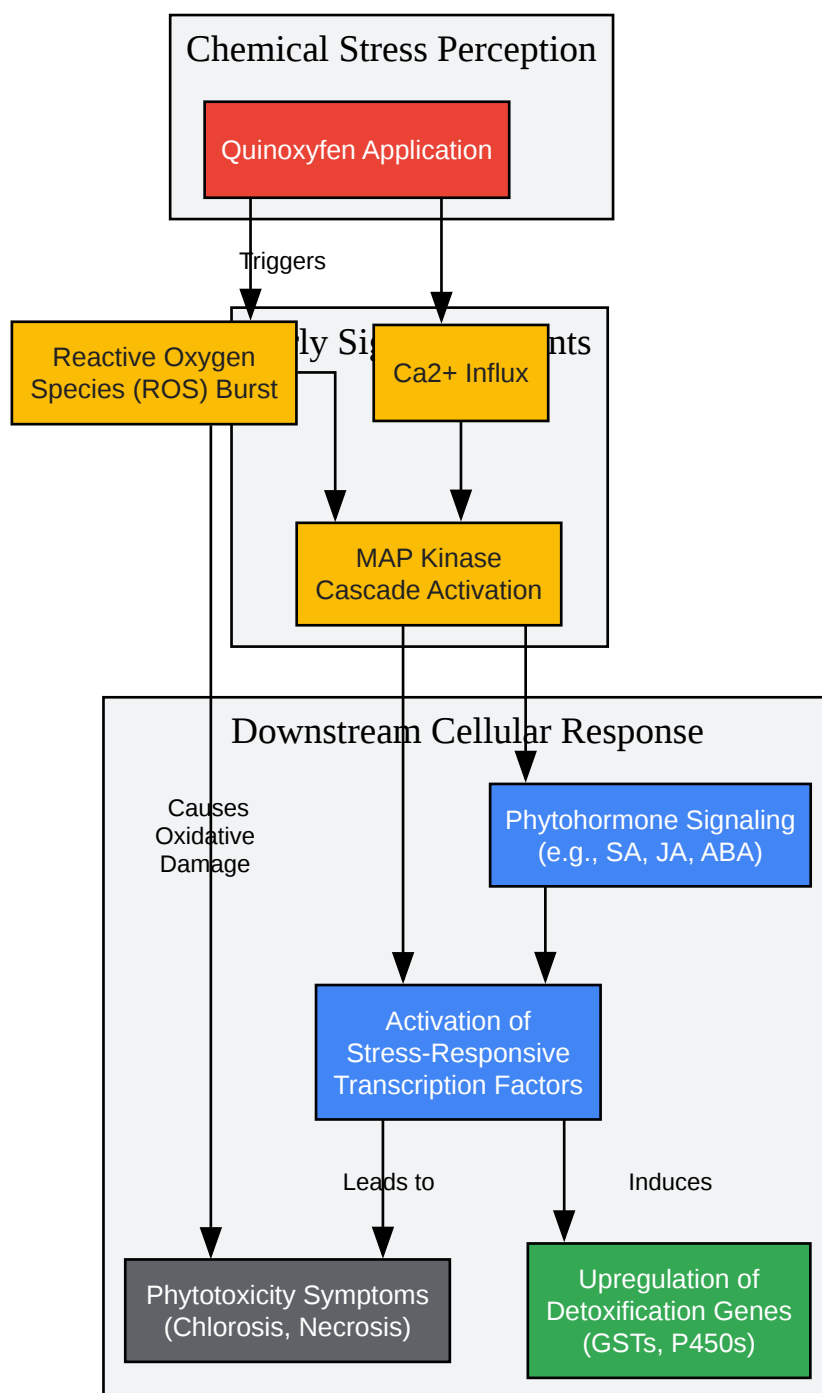 Chemical Stress Perception
Quinoxyfen Application
Triggers
Reactive Oxygen
Species (ROS) Burst
Ca2+ Influx
MAP Kinase
Cascade Activation
Downstream Cellular Response
Causes
Oxidative
Damage
Phytohormone Signaling
(e.g., SA, JA, ABA)
Activation of
Stress-Responsive
Transcription Factors
Leads to
Induces
Phytotoxicity Symptoms
(Chlorosis, Necrosis)
Upregulation of
Detoxification Genes
(GSTs, P450s)